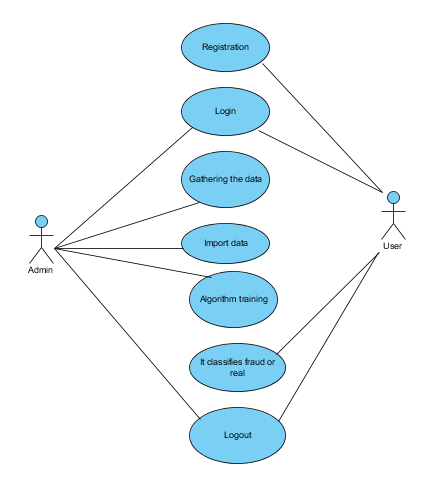 Registration
Login
Gathering the data
Import data
Admin
User
Algorithm training
It classifies fraud or
real
Logout